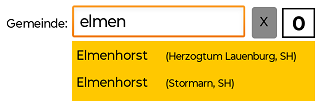 Gemeinde: elmen X 0
Elmenhorst (Herzogtum Lauenburg, SH)
Elmenhorst (Stormarn, SH)